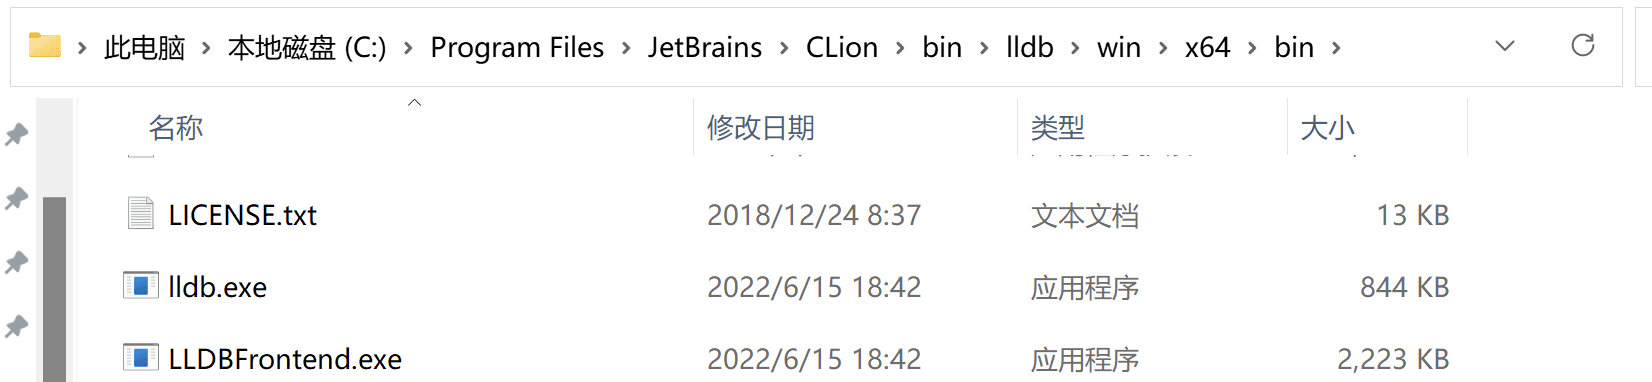 此电脑 › 本地磁盘 (C:) › Program Files › JetBrains › CLion › bin › lldb › win › x64 › bin ›
名称 修改日期 类型 大小
LICENSE.txt 2018/12/24 8:37 文本文档 13 KB
lldb.exe 2022/6/15 18:42 应用程序 844 KB
LLDBFrontend.exe 2022/6/15 18:42 应用程序 2,223 KB